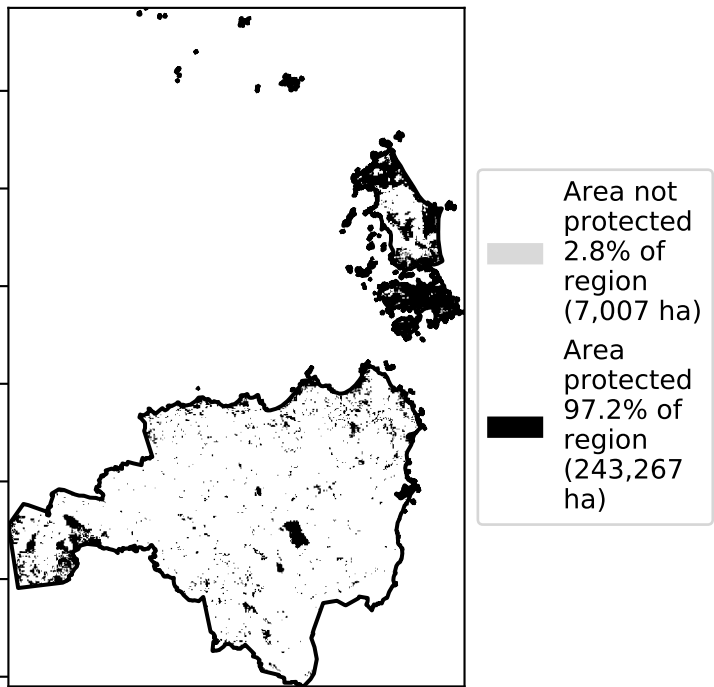 Area not
protected
2.8% of
region
(7,007 ha)
Area
protected
97.2% of
region
(243,267
ha)